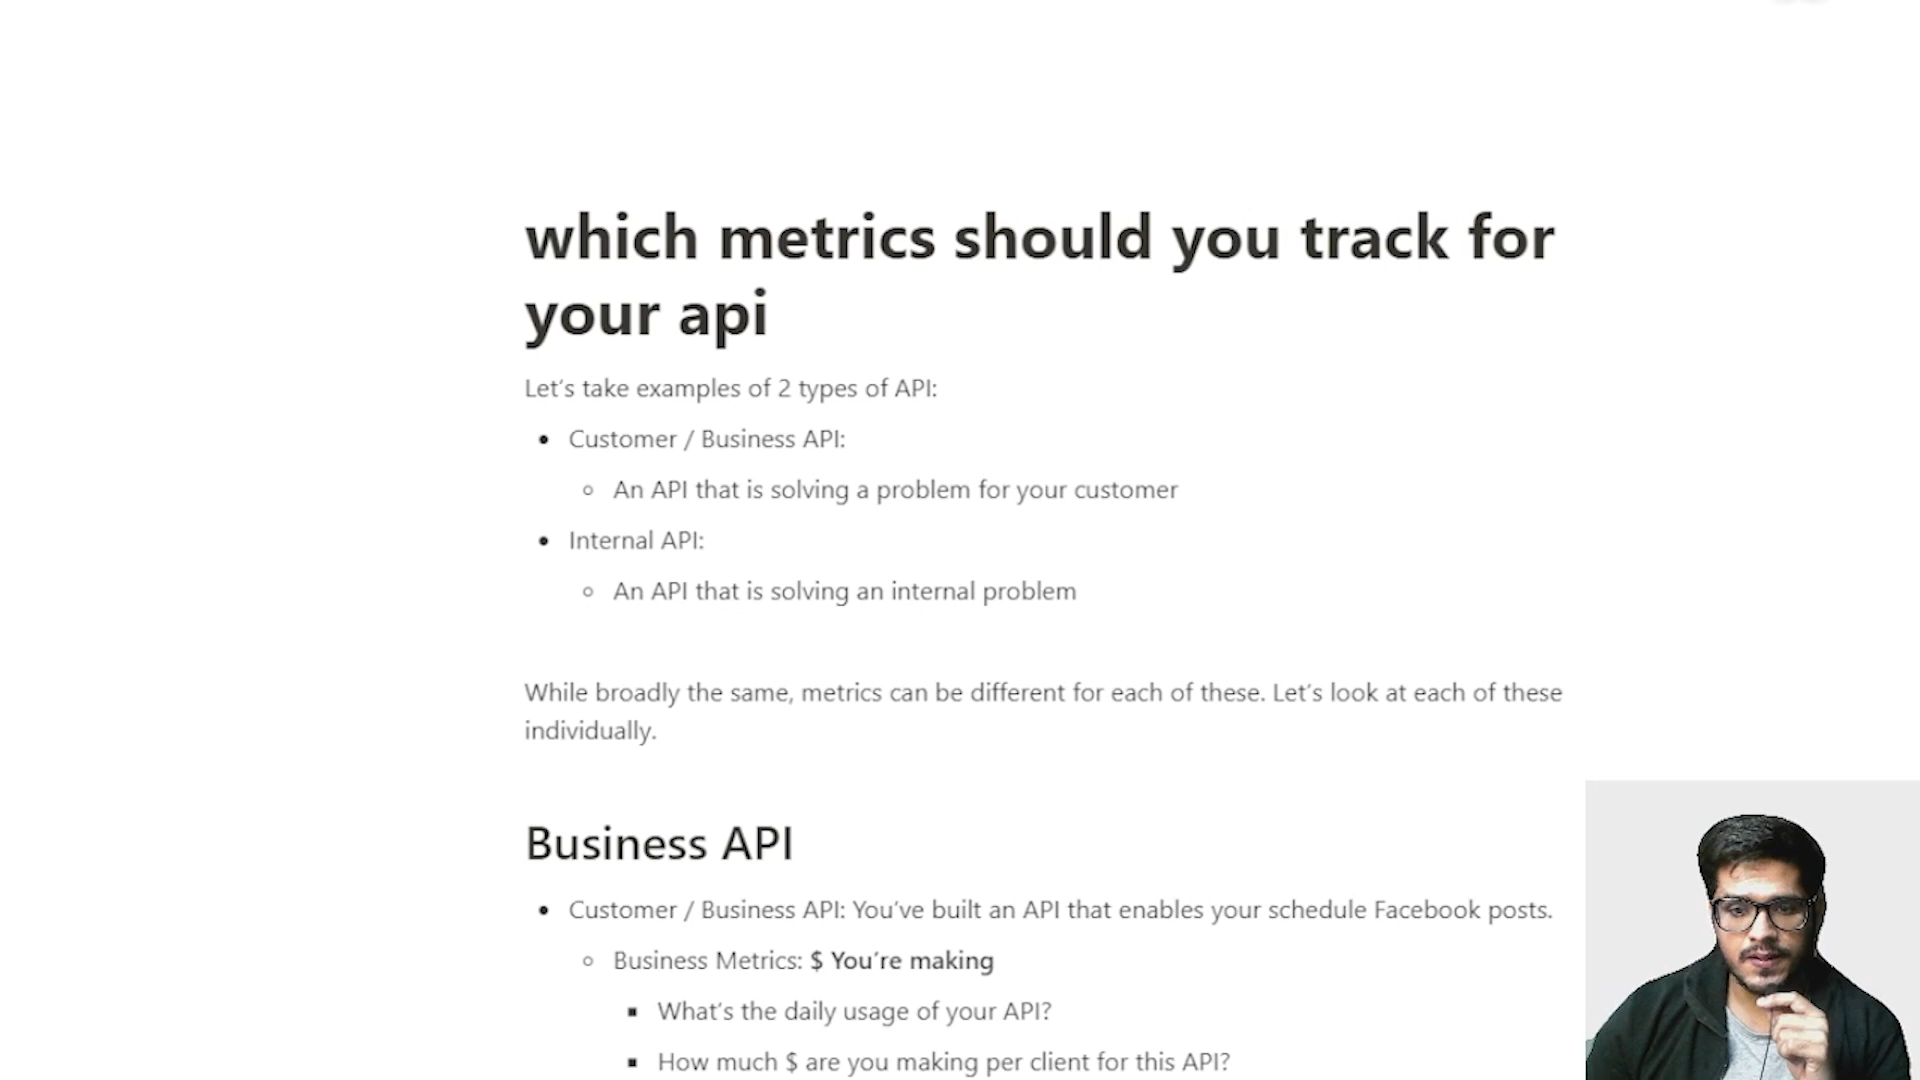 which metrics should you track for
your api
Let's take examples of 2 types of API:
Customer / Business API:
An API that is solving a problem for your customer
Internal API:
An API that is solving an internal problem
While broadly the same, metrics can be different for each of these. Let's look at each of these
individually.
Business API
Customer / Business API: You've built an API that enables your schedule Facebook posts.
Business Metrics: $ You're making
What's the daily usage of your API?
How much $ are you making per client for this API?